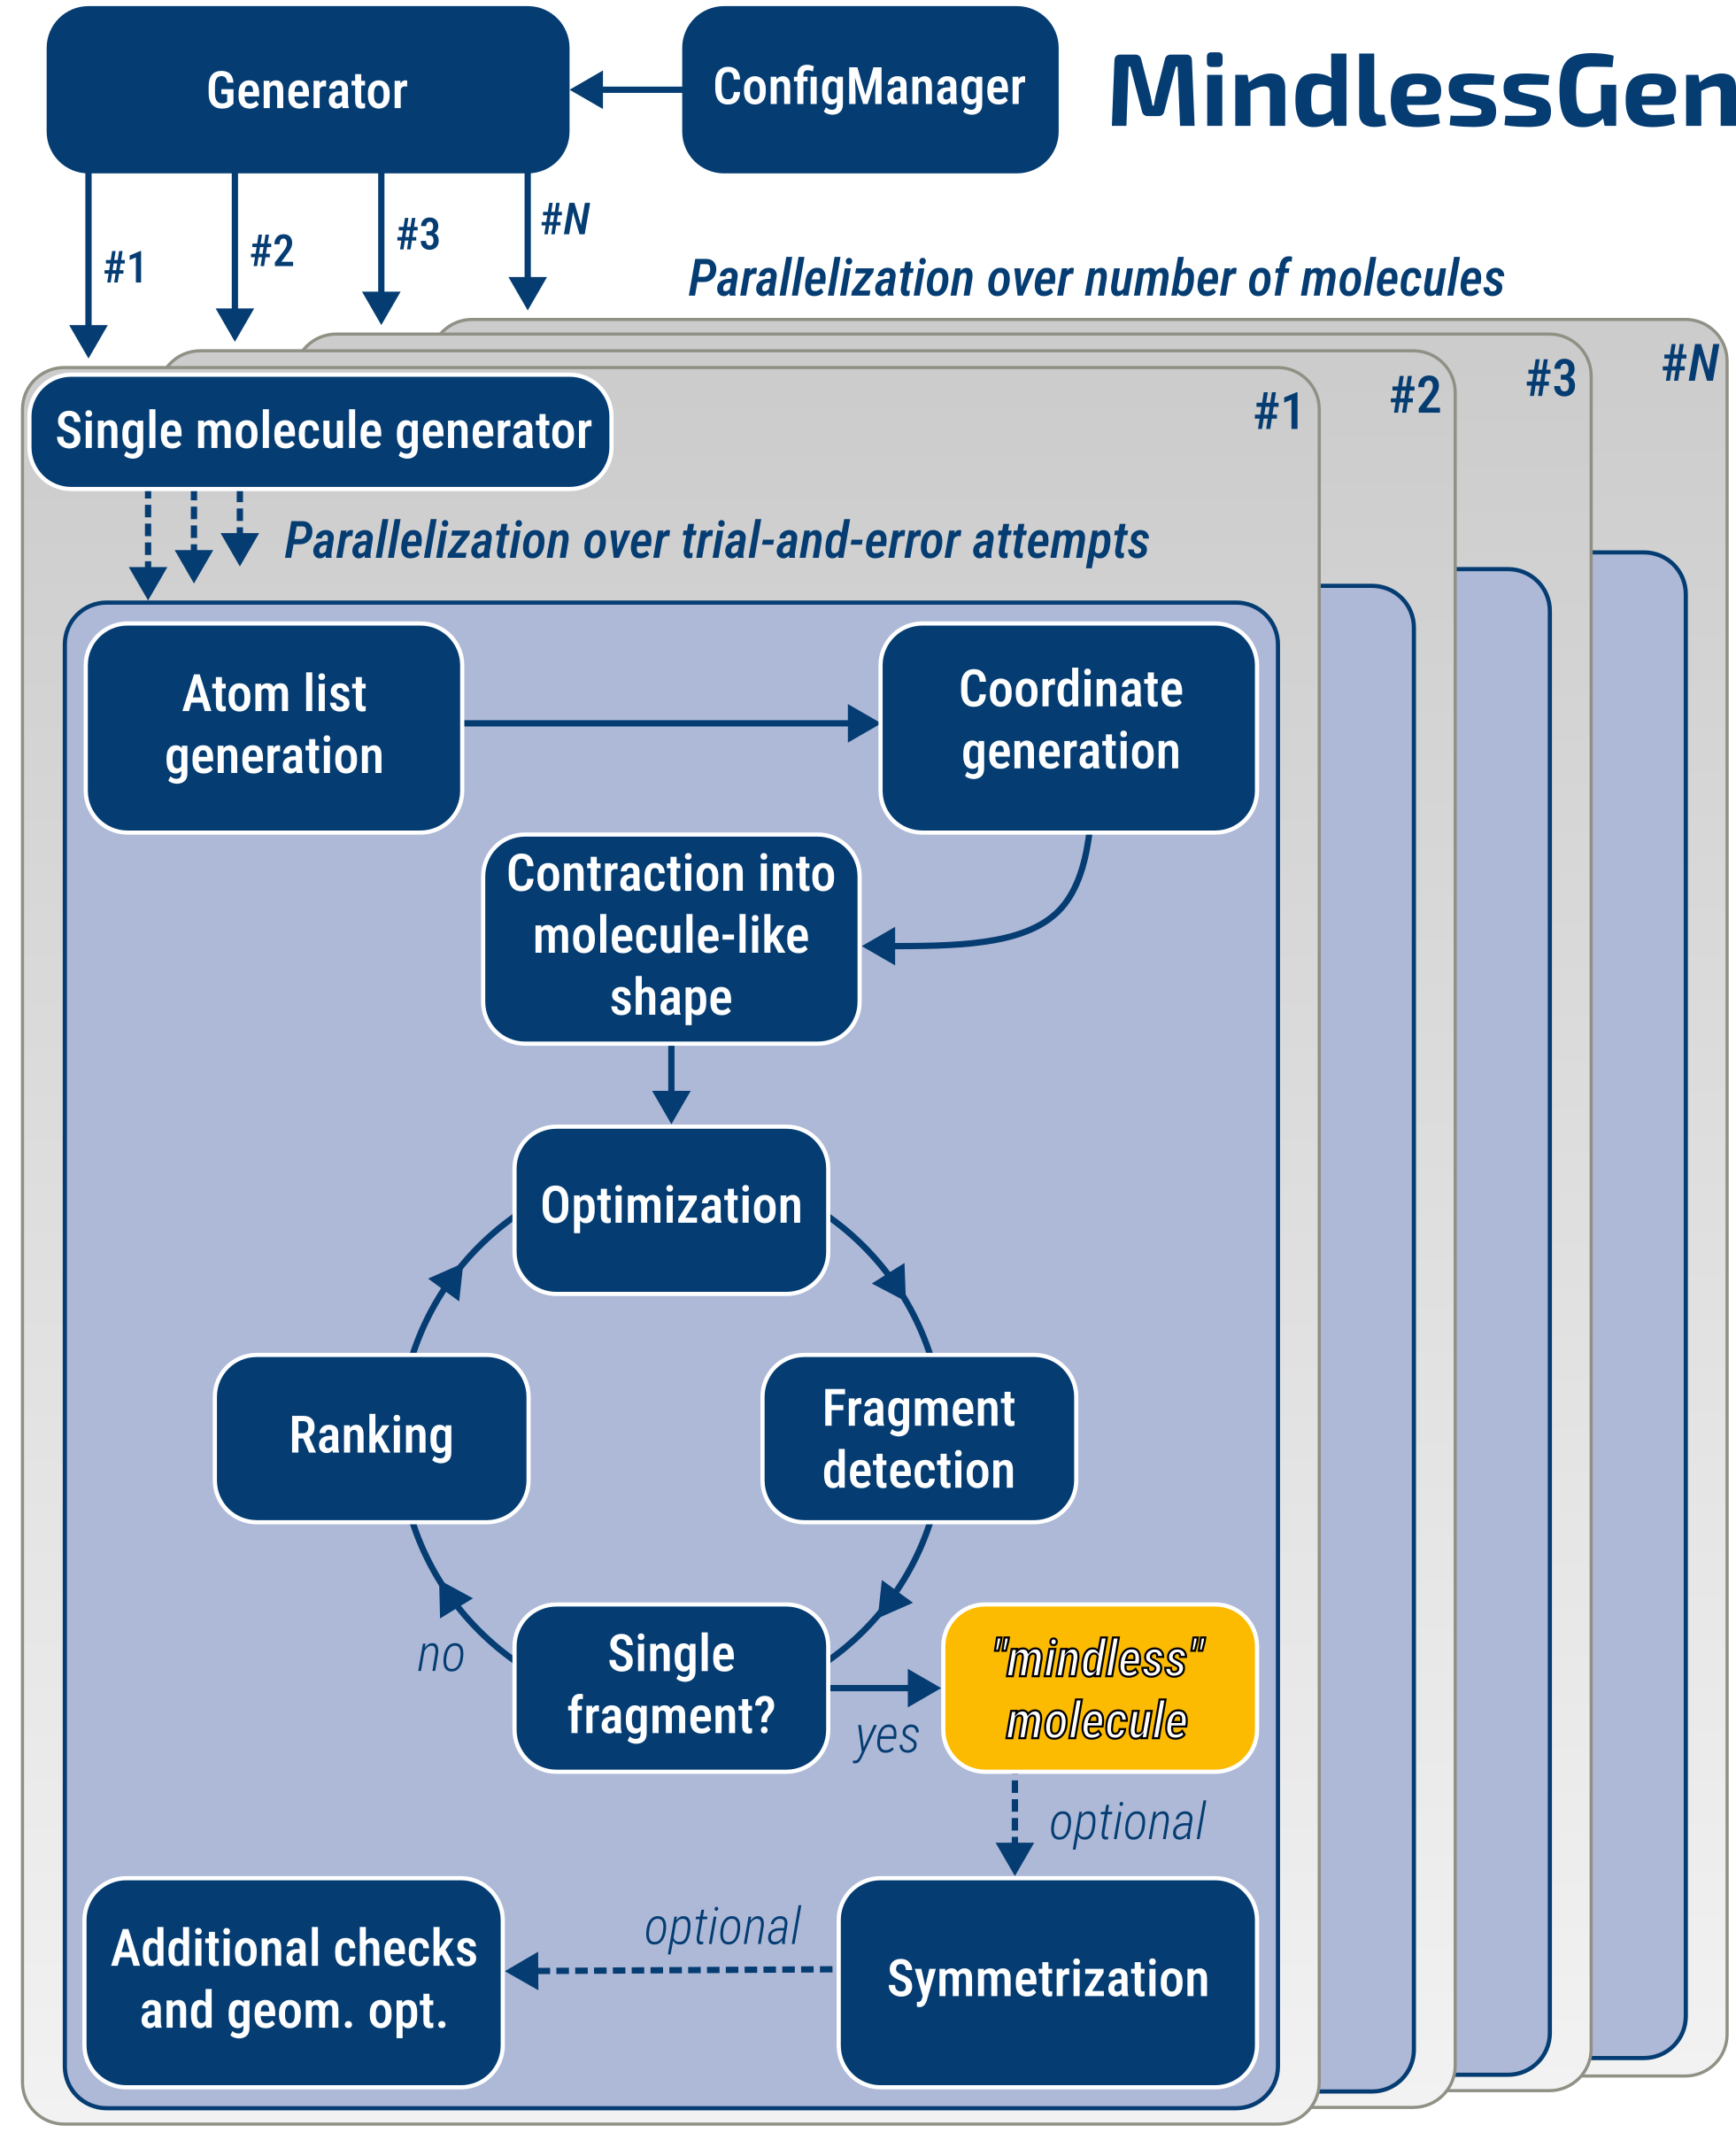 Generator
ConfigManager
MindlessGen
#1
#2
#3
#N
Parallelization over number of molecules
#1
#2
#3
#N
Single molecule generator
Parallelization over trial-and-error attempts
Atom list
generation
Coordinate
generation
Contraction into
molecule-like
shape
Optimization
Ranking
Fragment
detection
no
Single
fragment?
yes
"mindless"
molecule
optional
optional
Additional checks
and geom. opt.
Symmetrization